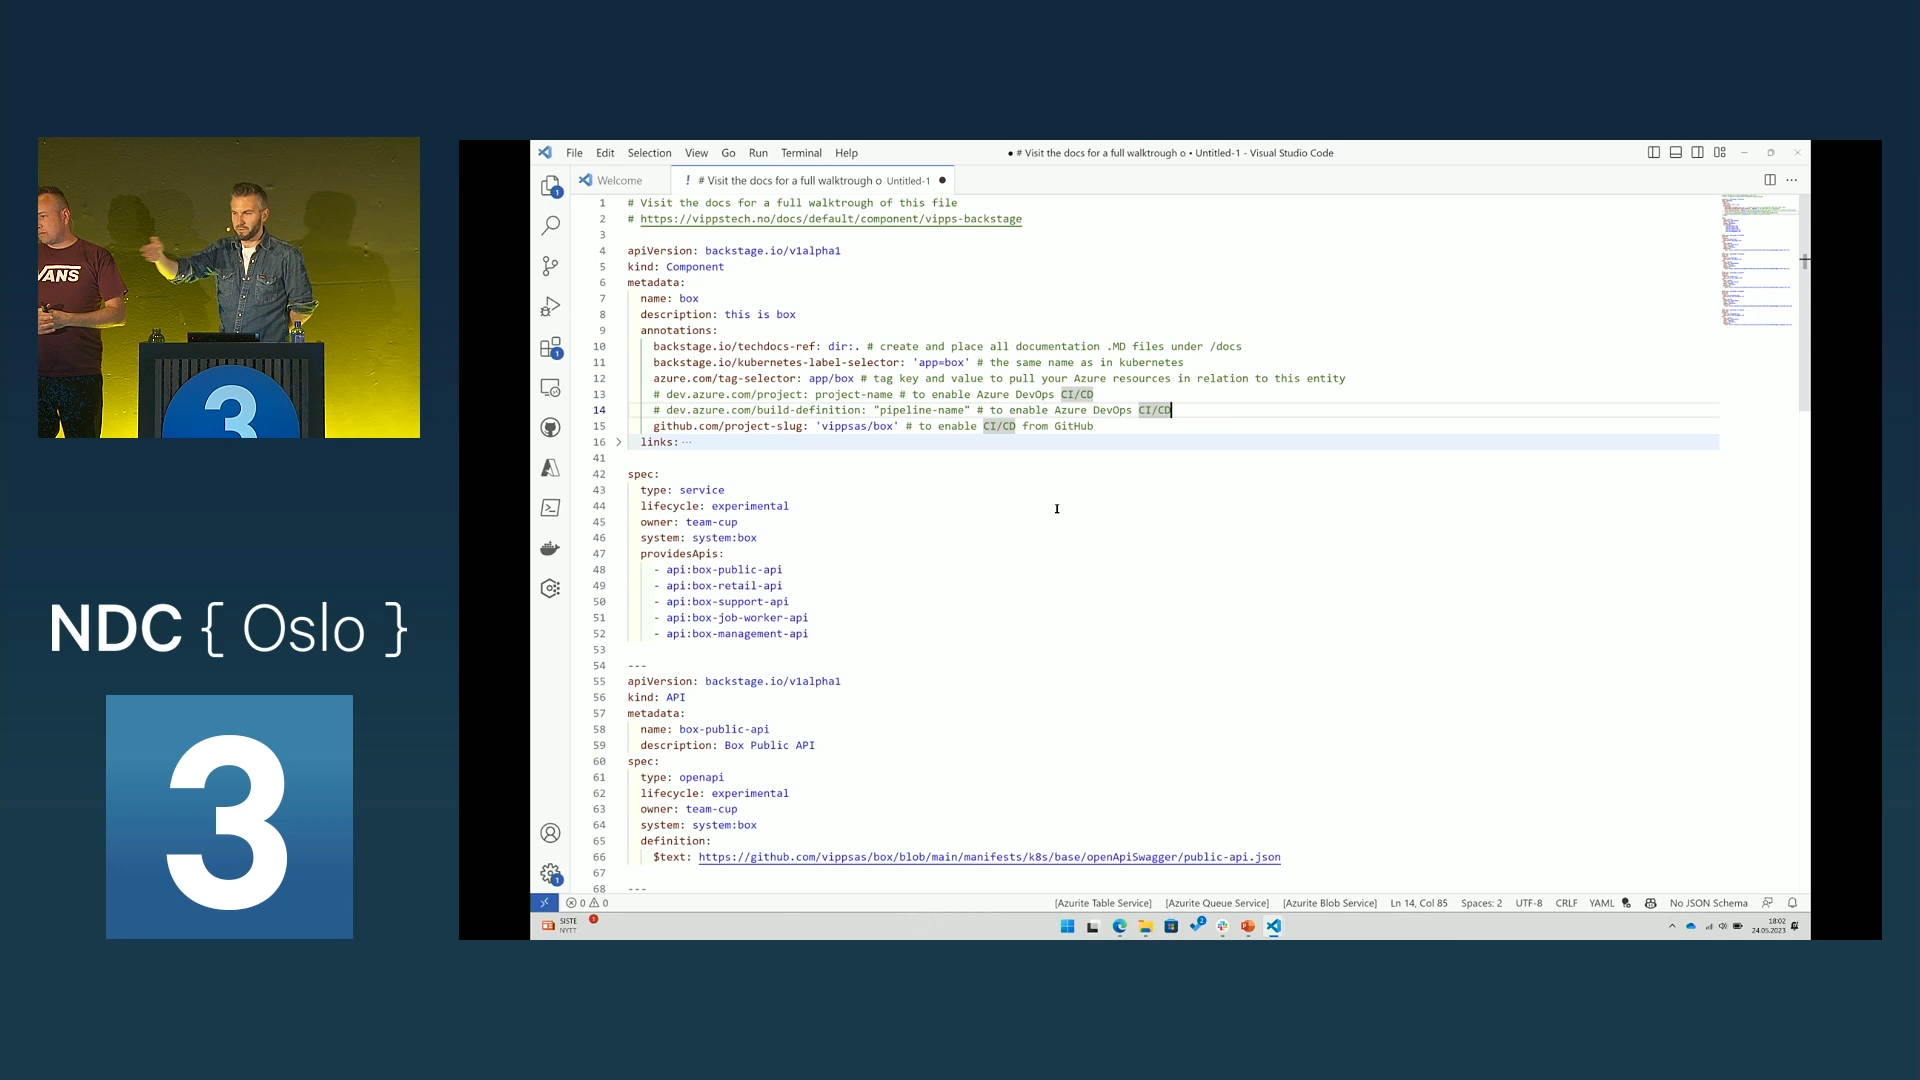 VANS
3
NDC { Oslo }
3
File Edit Selection View Go Run Terminal Help
● # Visit the docs for a full walktrough o • Untitled-1 - Visual Studio Code
Welcome
! # Visit the docs for a full walktrough o Untitled-1 ●
1 # Visit the docs for a full walktrough of this file
2 # https://vippstech.no/docs/default/component/vipps-backstage
3
4 apiVersion: backstage.io/v1alpha1
5 kind: Component
6 metadata:
7 name: box
8 description: this is box
9 annotations:
10 backstage.io/techdocs-ref: dir:. # create and place all documentation .MD files under /docs
11 backstage.io/kubernetes-label-selector: 'app=box' # the same name as in kubernetes
12 azure.com/tag-selector: app/box # tag key and value to pull your Azure resources in relation to this entity
13 # dev.azure.com/project: project-name # to enable Azure DevOps CI/CD
14 # dev.azure.com/build-definition: "pipeline-name" # to enable Azure DevOps CI/CD
15 github.com/project-slug: 'vippsas/box' # to enable CI/CD from GitHub
16 links: ...
41
42 spec:
43 type: service
44 lifecycle: experimental
45 owner: team-cup
46 system: system:box
47 providesApis:
48 - api:box-public-api
49 - api:box-retail-api
50 - api:box-support-api
51 - api:box-job-worker-api
52 - api:box-management-api
53
54 ---
55 apiVersion: backstage.io/v1alpha1
56 kind: API
57 metadata:
58 name: box-public-api
59 description: Box Public API
60 spec:
61 type: openapi
62 lifecycle: experimental
63 owner: team-cup
64 system: system:box
65 definition:
66 $text: https://github.com/vippsas/box/blob/main/manifests/k8s/base/openApiSwagger/public-api.json
67
68 ---
0 0 [Azurite Table Service] [Azurite Queue Service] [Azurite Blob Service] Ln 14, Col 85 Spaces: 2 UTF-8 CRLF YAML No JSON Schema
SISTE
NYTT
1
2
18:02
24.05.2023